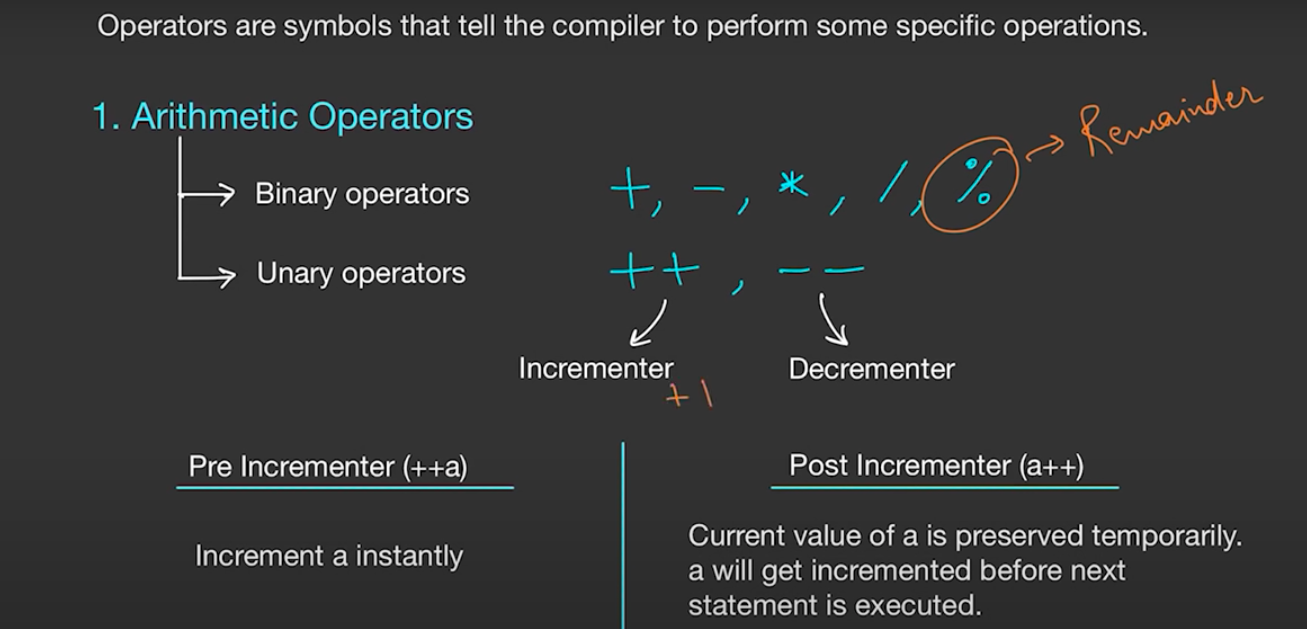 Operators are symbols that tell the compiler to perform some specific operations.
1. Arithmetic Operators
Remainder
Binary operators
+, -, *, /, %
Unary operators
++, --
Incrementer
Decrementer
+1
Pre Incrementer (++a)
Post Incrementer (a++)
Increment a instantly
Current value of a is preserved temporarily.
a will get incremented before next
statement is executed.